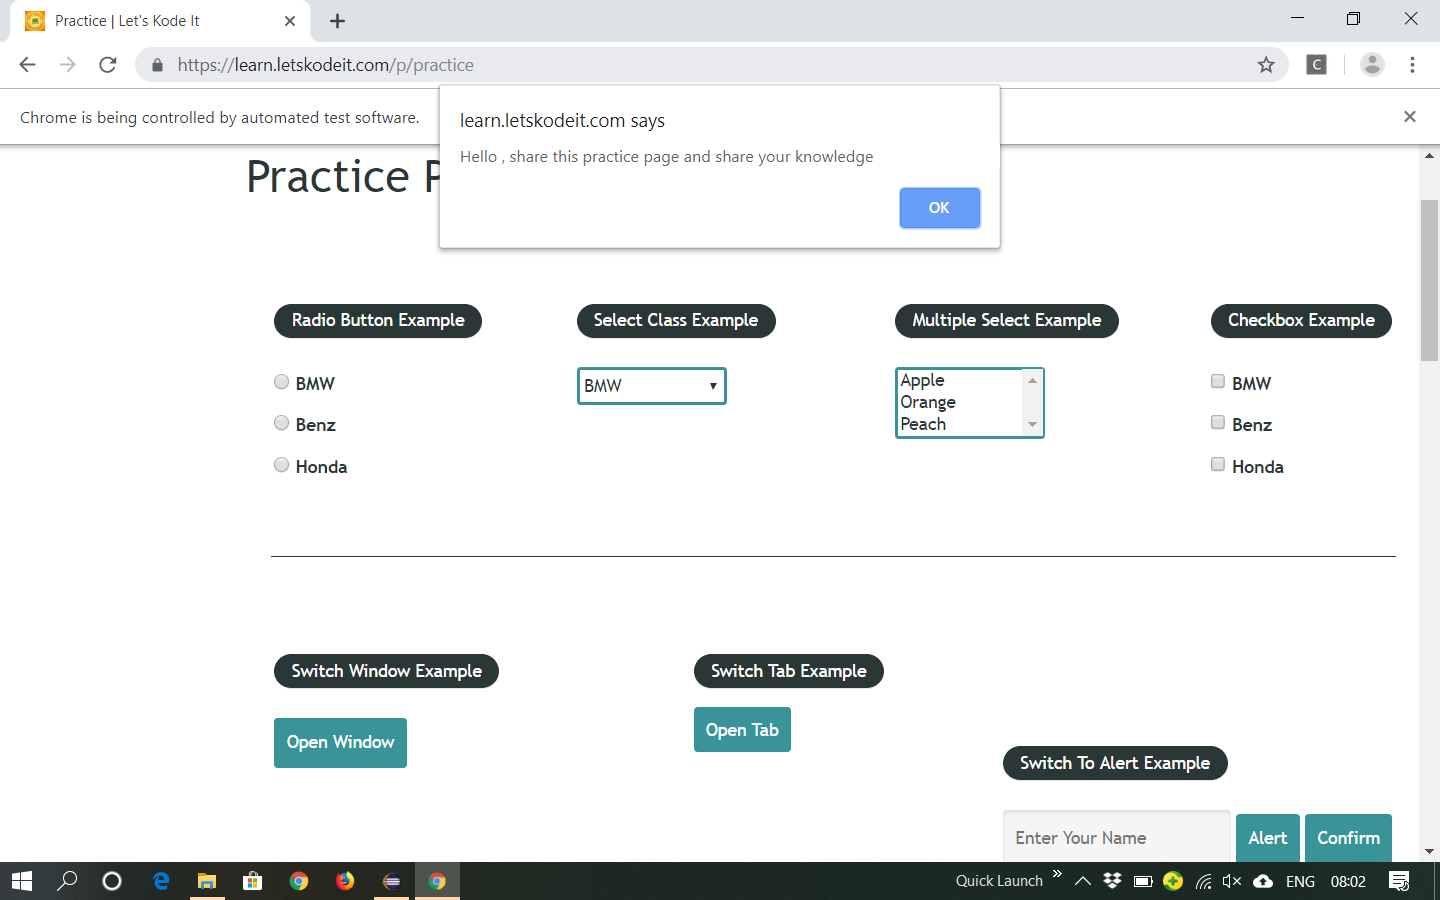 Practice | Let's Kode It
https://learn.letskodeit.com/p/practice
C
Chrome is being controlled by automated test software.
learn.letskodeit.com says
Hello , share this practice page and share your knowledge
OK
Practice
Radio Button Example
Select Class Example
Multiple Select Example
Checkbox Example
BMW
Benz
Honda
BMW
Apple
Orange
Peach
BMW
Benz
Honda
Switch Window Example
Switch Tab Example
Open Window
Open Tab
Switch To Alert Example
Enter Your Name
Alert
Confirm
Quick Launch
ENG
08:02